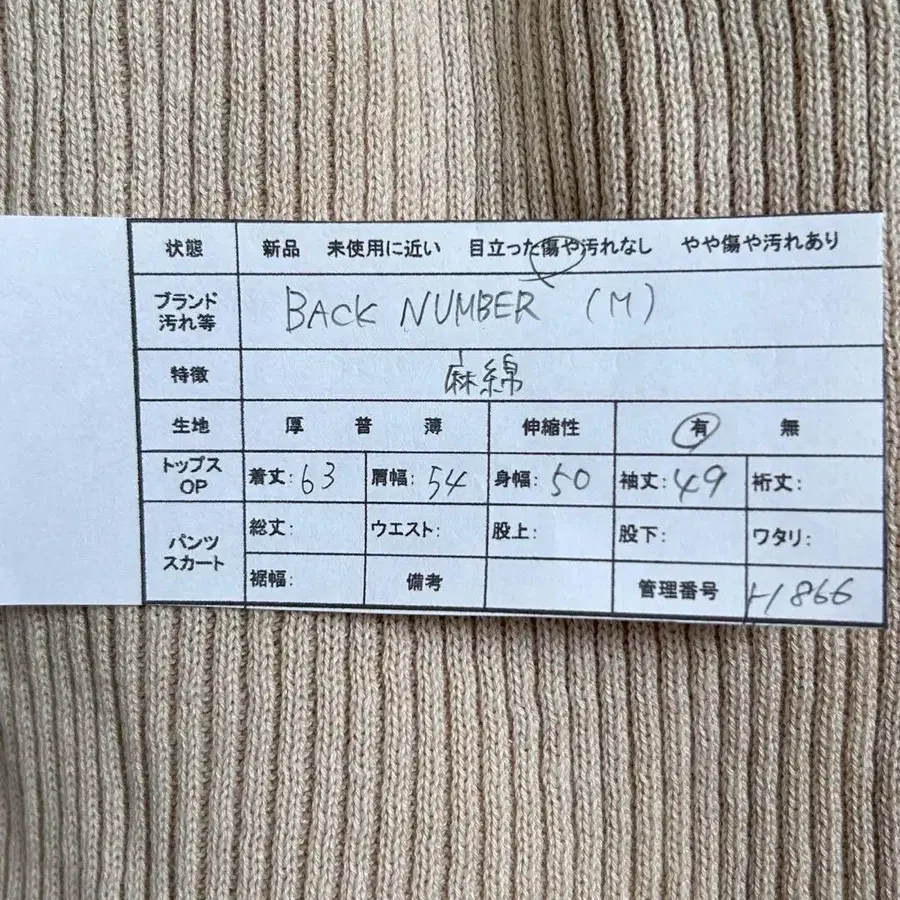 状態 新品 未使用に近い 目立った傷や汚れなし やや傷や汚れあり
ブランド
汚れ等
BACK NUMBER (M)
特徴 麻綿
生地 厚 普 薄 伸縮性 有 無
トップス
OP
着丈:63 肩幅:54 身幅:50 袖丈:49 裄丈:
パンツ
スカート
総丈: ウエスト: 股上: 股下: ワタリ:
裾幅: 備考 管理番号 H866